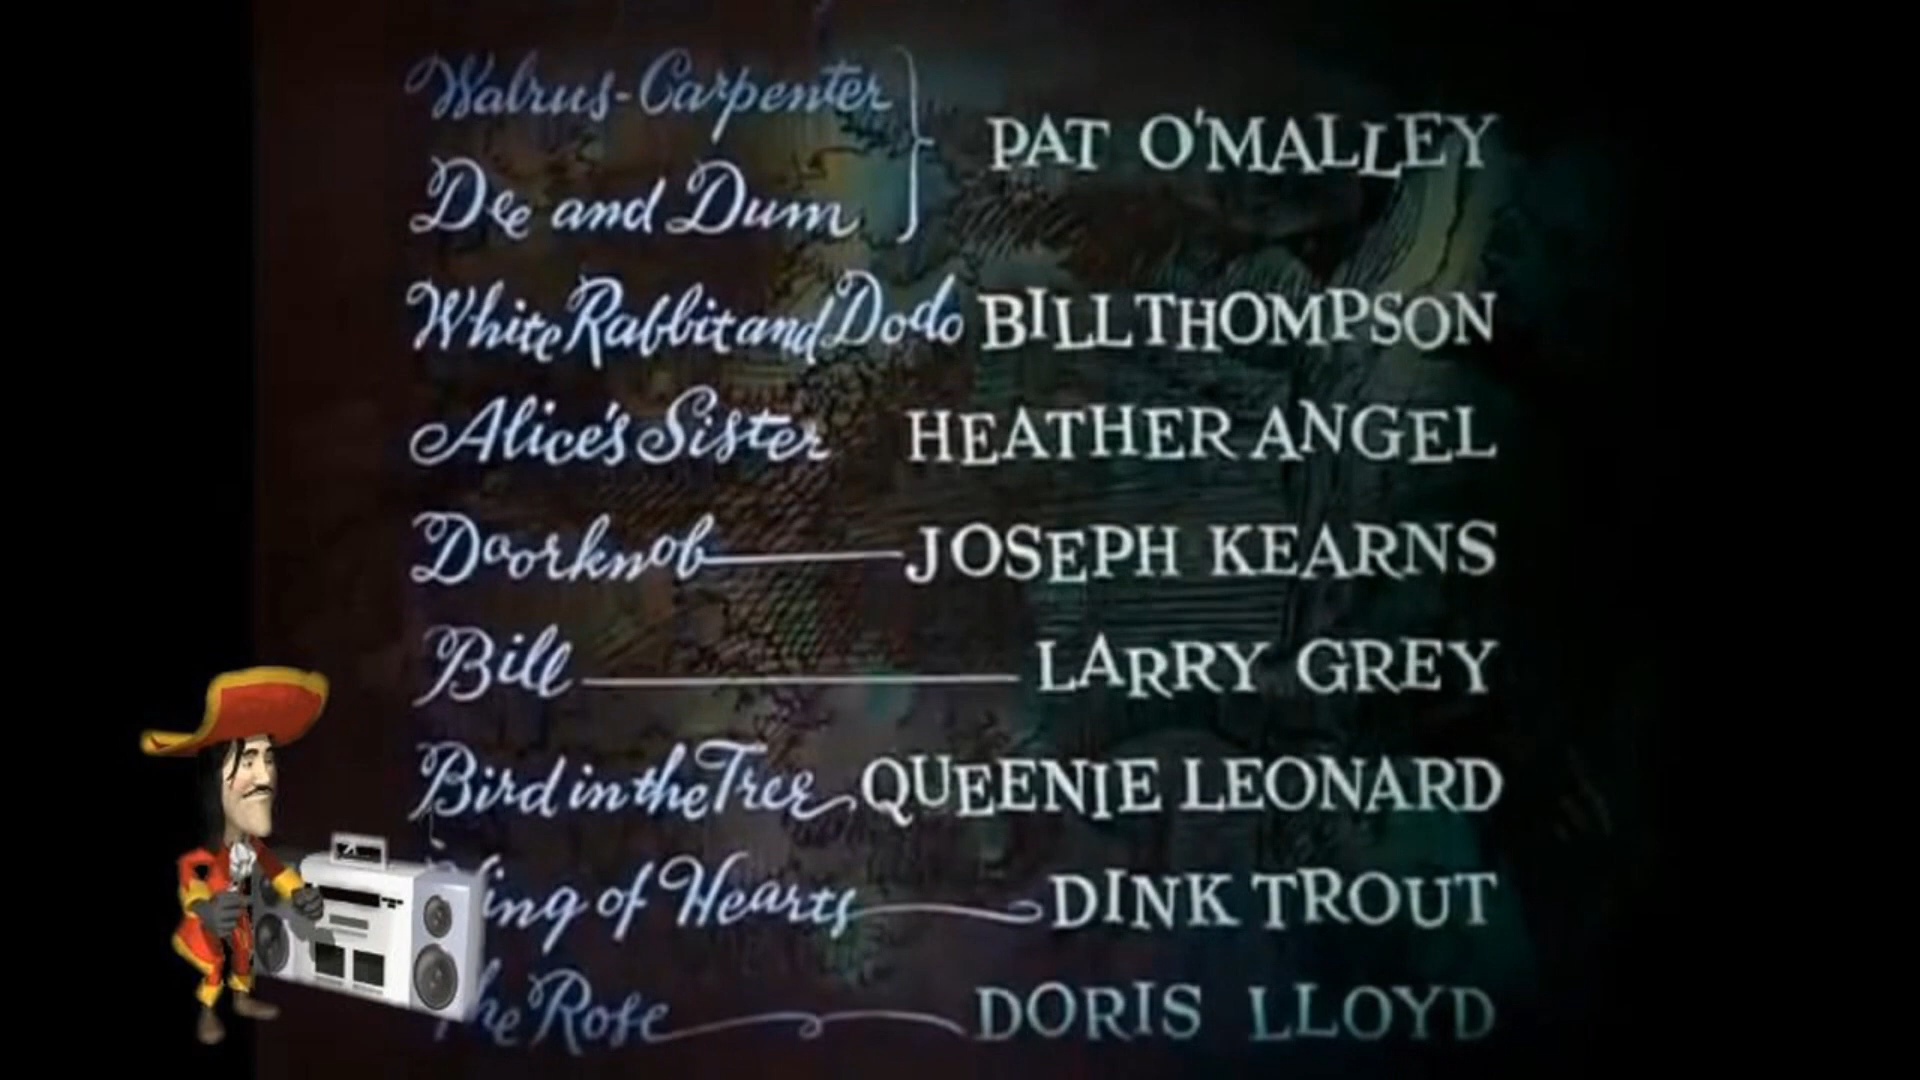 Walrus-Carpenter
Dee and Dum
PAT O'MALLEY
White Rabbit and Dodo BILL THOMPSON
Alice's Sister HEATHER ANGEL
Doorknob JOSEPH KEARNS
Bill LARRY GREY
Bird in the Tree QUEENIE LEONARD
of Hearts DINK TROUT
Rose DORIS LLOYD